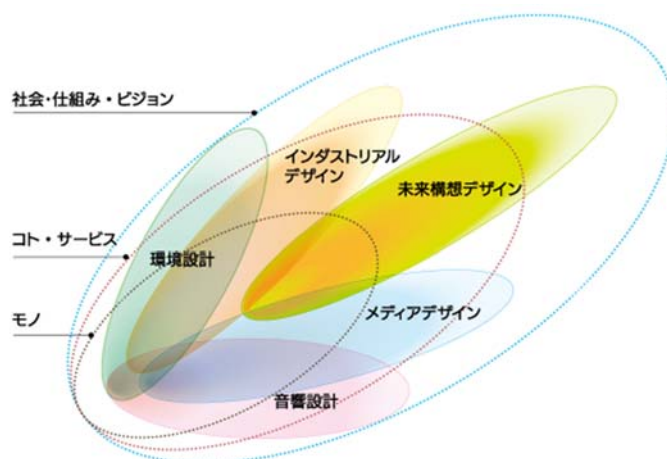 社会・仕組み・ビジョン
インダストリアル
デザイン
未来構想デザイン
コト・サービス
環境設計
メディアデザイン
モノ
音響設計